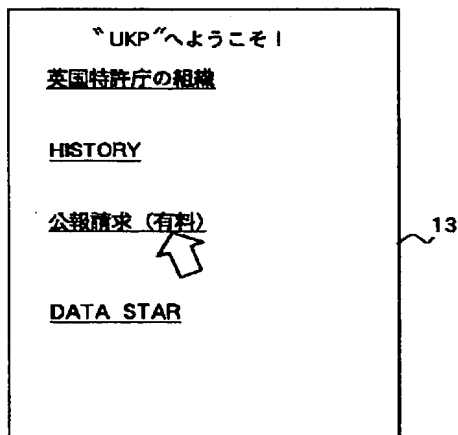 〝UKP〞へようこそ！
英国特許庁の組織
HISTORY
公報請求（有料）
13
DATA STAR